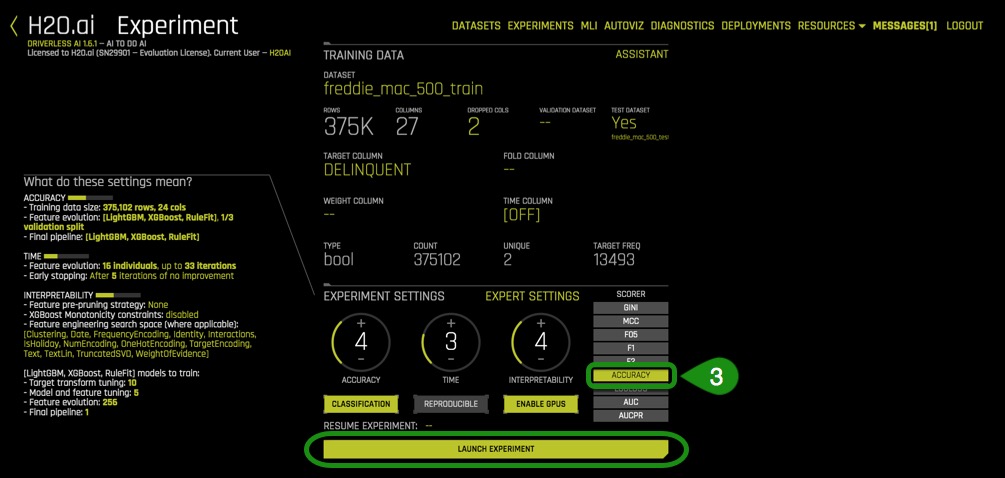 H2O.ai Experiment
DRIVERLESS AI 1.6.1 – AI TO DO AI
Licensed to H2O.ai (SN29901 – Evaluation License). Current User – H2OAI
DATASETS EXPERIMENTS MLI AUTOVIZ DIAGNOSTICS DEPLOYMENTS RESOURCES MESSAGES[1] LOGOUT
TRAINING DATA ASSISTANT
DATASET
freddie_mac_500_train
ROWS COLUMNS DROPPED COLS VALIDATION DATASET TEST DATASET
375K 27 2 -- Yes
freddie_mac_500_test
TARGET COLUMN FOLD COLUMN
DELINQUENT --
WEIGHT COLUMN TIME COLUMN
-- [OFF]
TYPE COUNT UNIQUE TARGET FREQ
bool 375102 2 13493
What do these settings mean?
ACCURACY
- Training data size: 375,102 rows, 24 cols
- Feature evolution: [LightGBM, XGBoost, RuleFit], 1/3
validation split
- Final pipeline: [LightGBM, XGBoost, RuleFit]
TIME
- Feature evolution: 16 individuals, up to 33 iterations
- Early stopping: After 5 iterations of no improvement
INTERPRETABILITY
- Feature pre-pruning strategy: None
- XGBoost Monotonicity constraints: disabled
- Feature engineering search space (where applicable):
[Clustering, Date, FrequencyEncoding, Identity, Interactions,
IsHoliday, NumEncoding, OneHotEncoding, TargetEncoding,
Text, TextLin, TruncatedSVD, WeightOfEvidence]
[LightGBM, XGBoost, RuleFit] models to train:
- Target transform tuning: 10
- Model and feature tuning: 5
- Feature evolution: 256
- Final pipeline: 1
EXPERIMENT SETTINGS EXPERT SETTINGS
+ + +
4 3 4
- - -
ACCURACY TIME INTERPRETABILITY
CLASSIFICATION REPRODUCIBLE ENABLE GPUS
SCORER
GINI
MCC
F05
F1
F2
ACCURACY
3
LOGLOSS
AUC
AUCPR
RESUME EXPERIMENT: --
LAUNCH EXPERIMENT